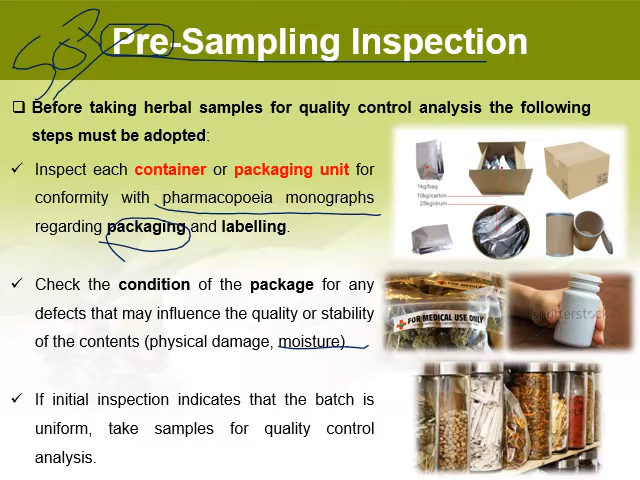 Pre-Sampling Inspection
❑ Before taking herbal samples for quality control analysis the following
steps must be adopted:
✓ Inspect each container or packaging unit for
conformity with pharmacopoeia monographs
regarding packaging and labelling.
1kg/bag
10kg/carton
25kg/drum
✓ Check the condition of the package for any
defects that may influence the quality or stability
of the contents (physical damage, moisture)
FOR MEDICAL USE ONLY
shutterstock
✓ If initial inspection indicates that the batch is
uniform, take samples for quality control
analysis.